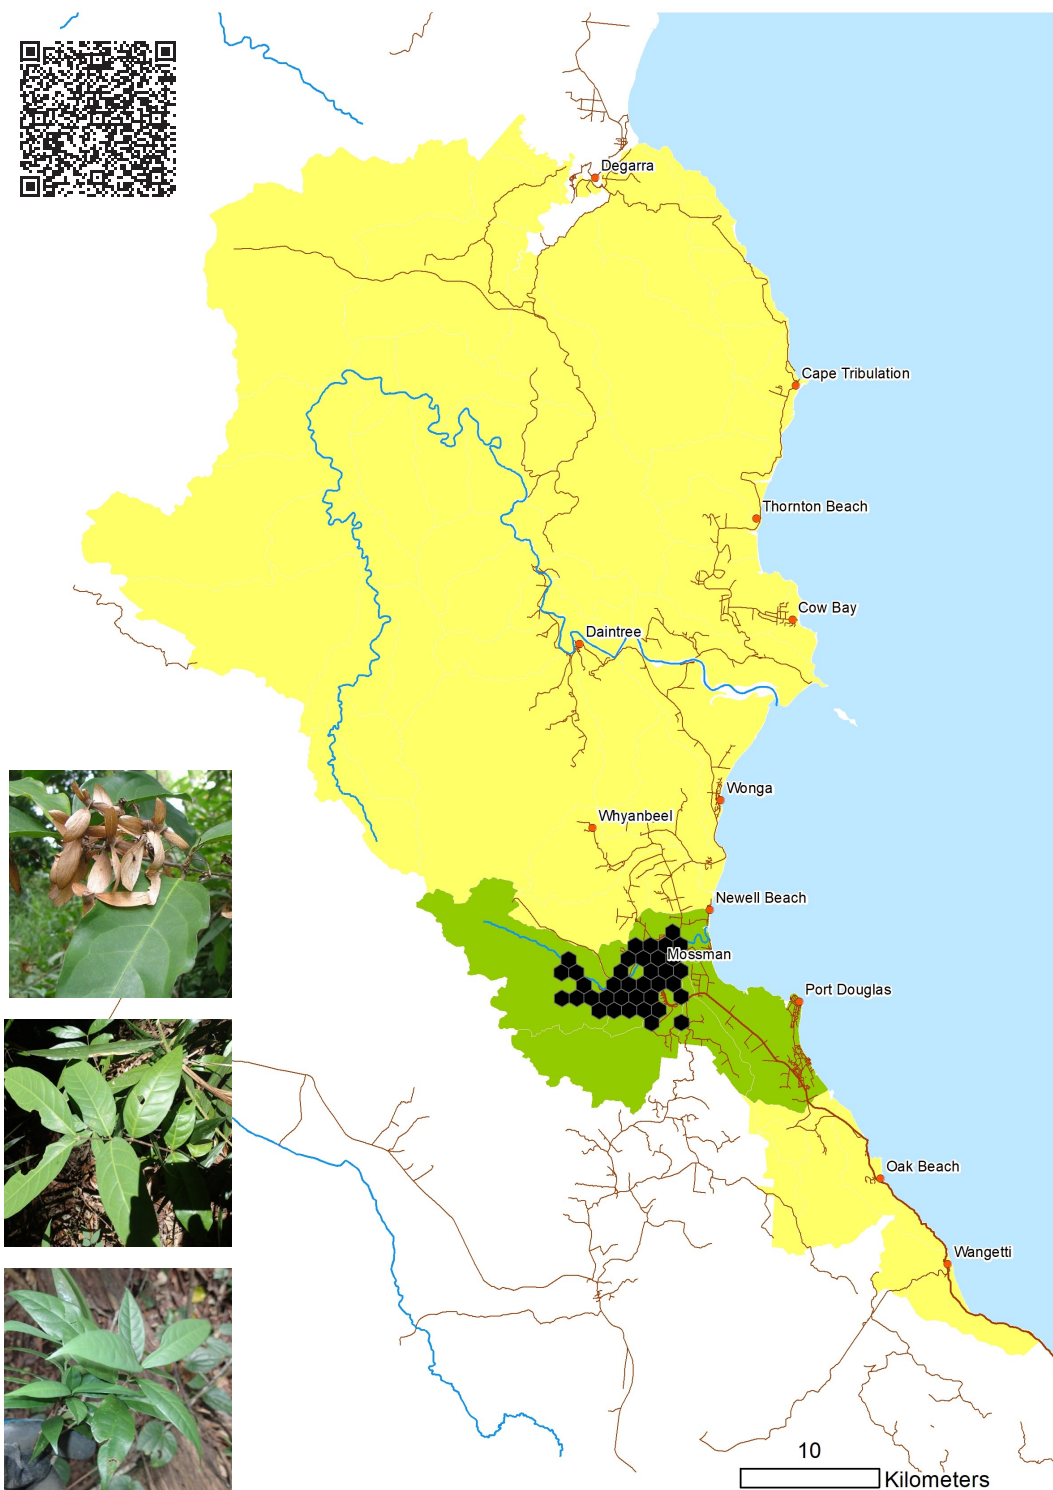 Degarra
Cape Tribulation
Thornton Beach
Cow Bay
Daintree
Wonga
Whyanbeel
Newell Beach
Mossman
Port Douglas
Oak Beach
Wangetti
10
Kilometers